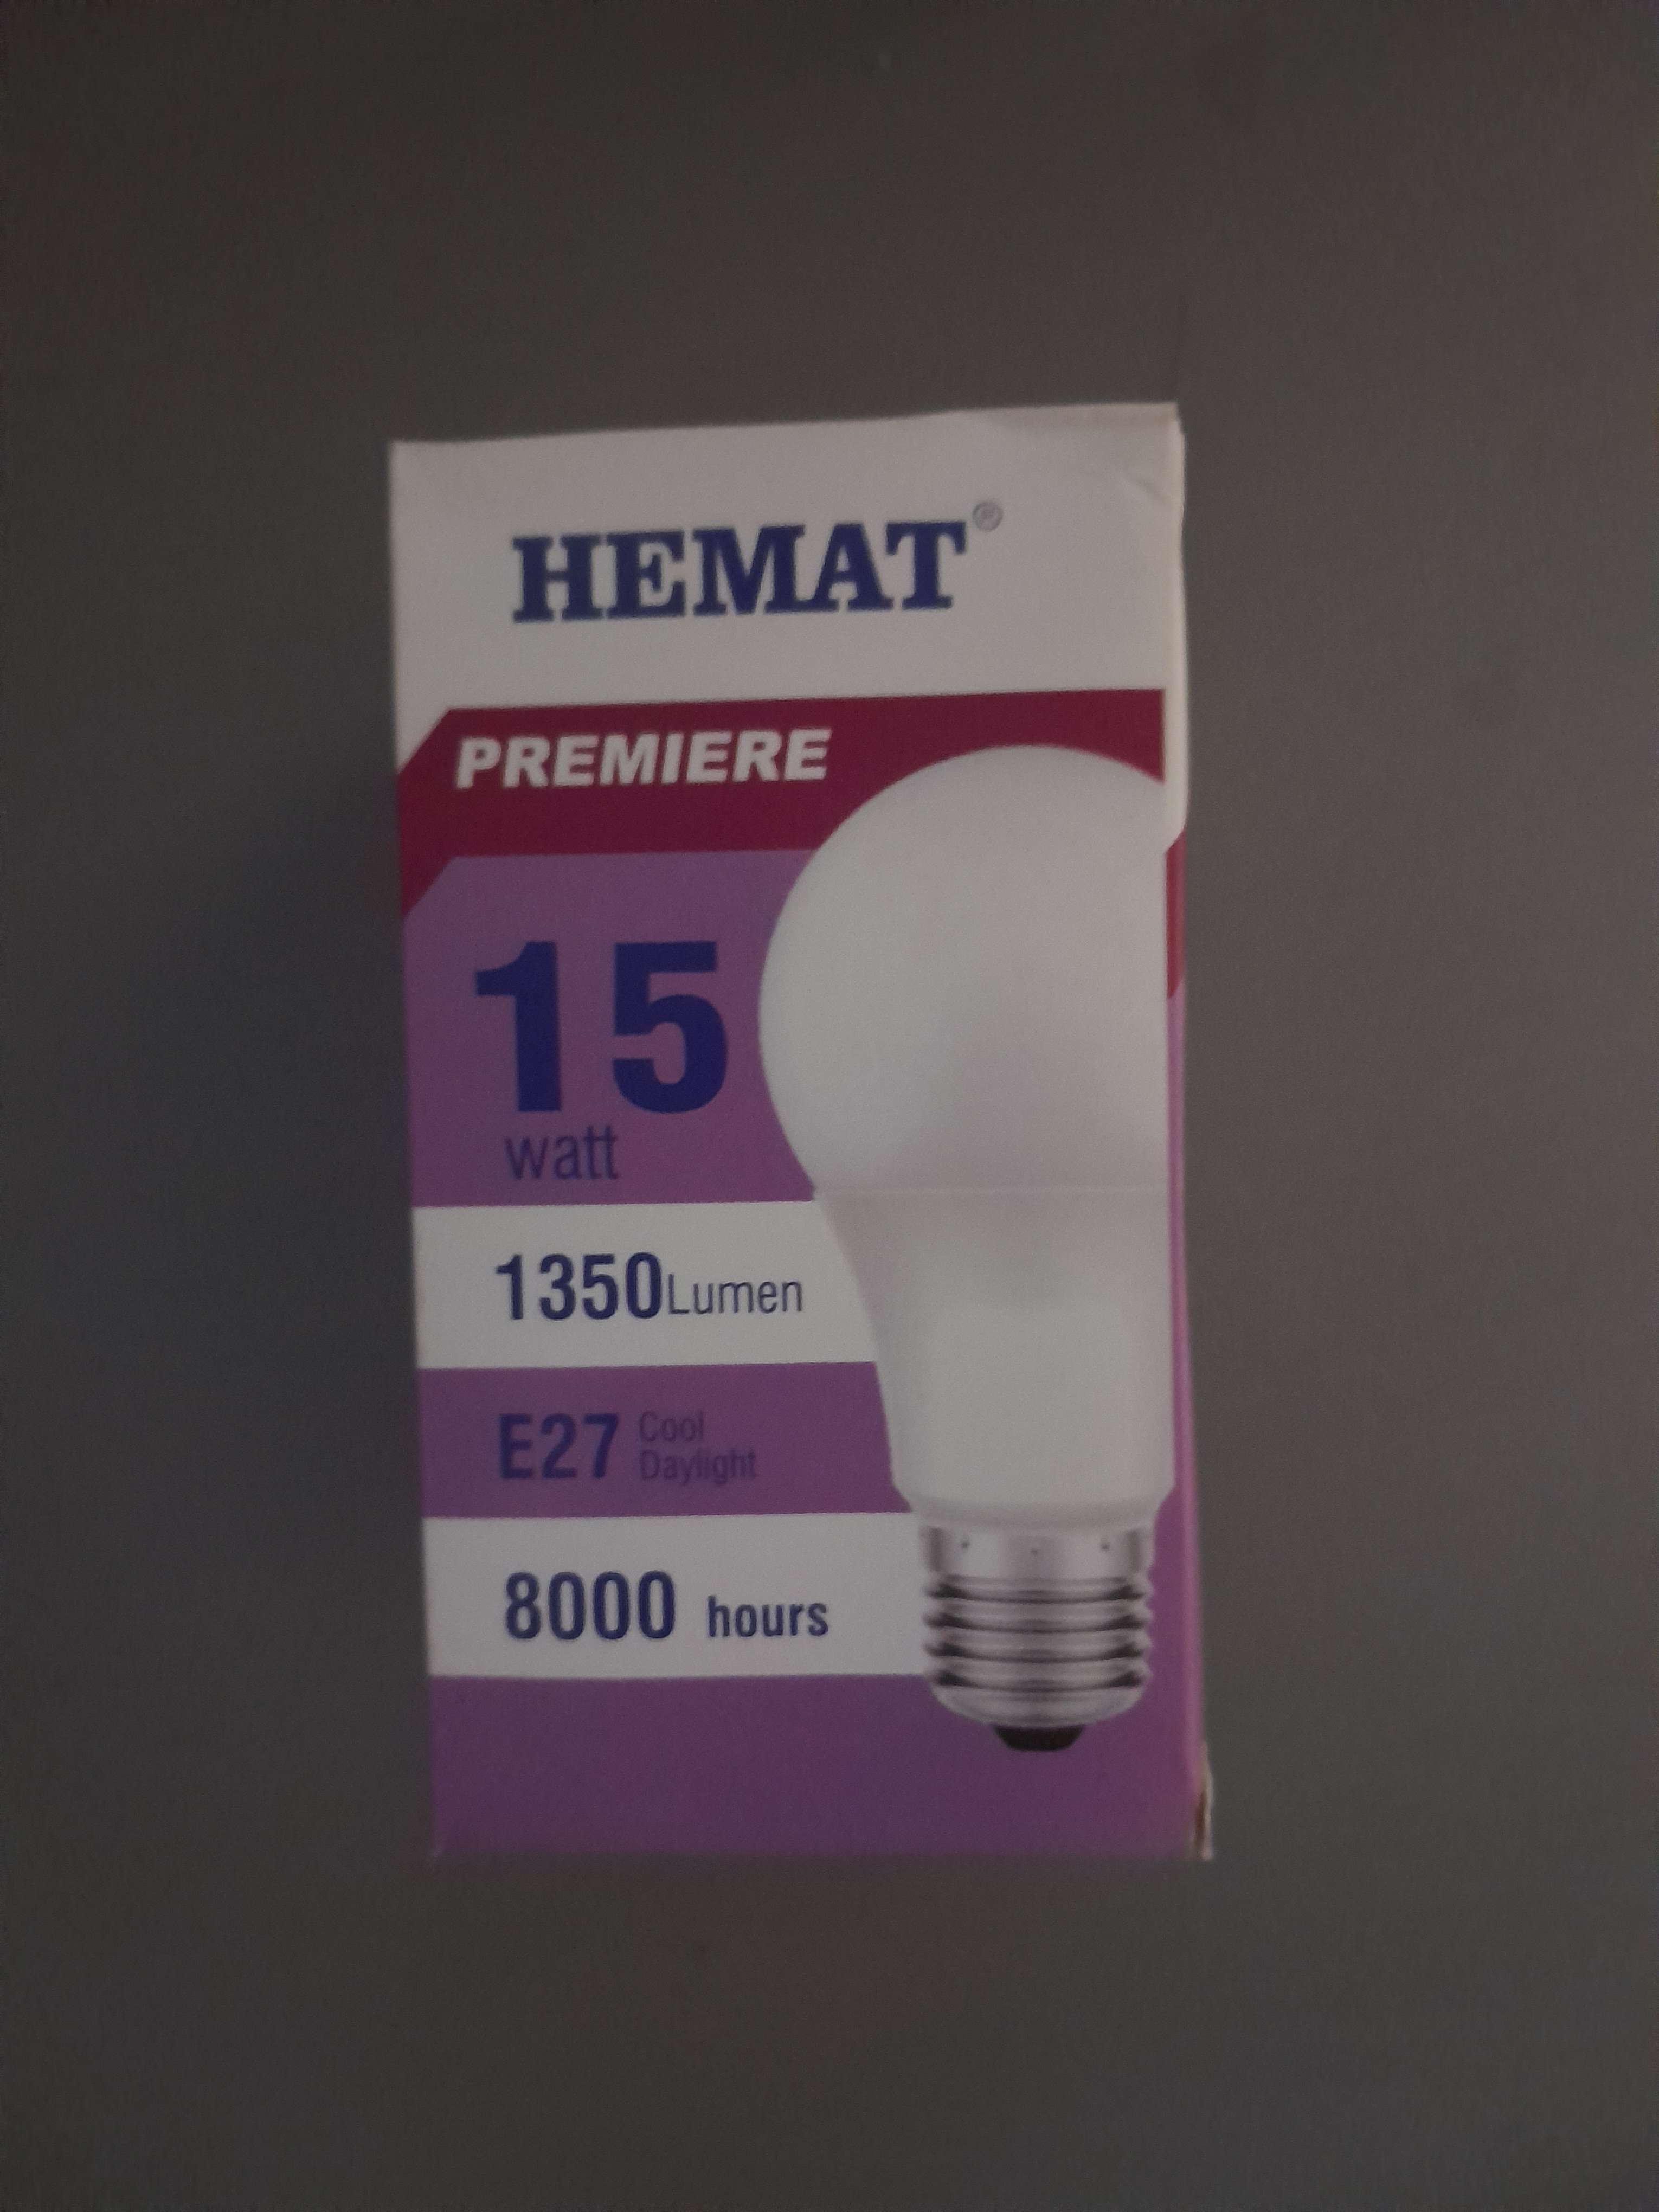 HEMAT®
PREMIERE
15
watt
1350Lumen
E27 Cool
Daylight
8000 hours